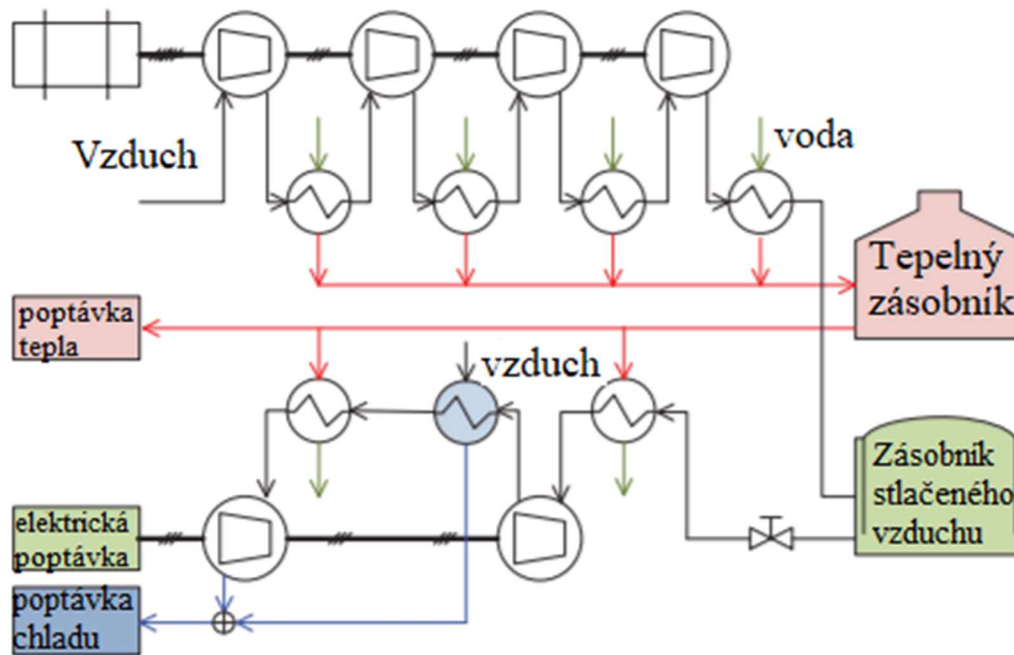 Vzduch
voda
Tepelný
zásobník
poptávka
tepla
vzduch
Zásobník
stlačeného
vzduchu
elektrická
poptávka
poptávka
chladu